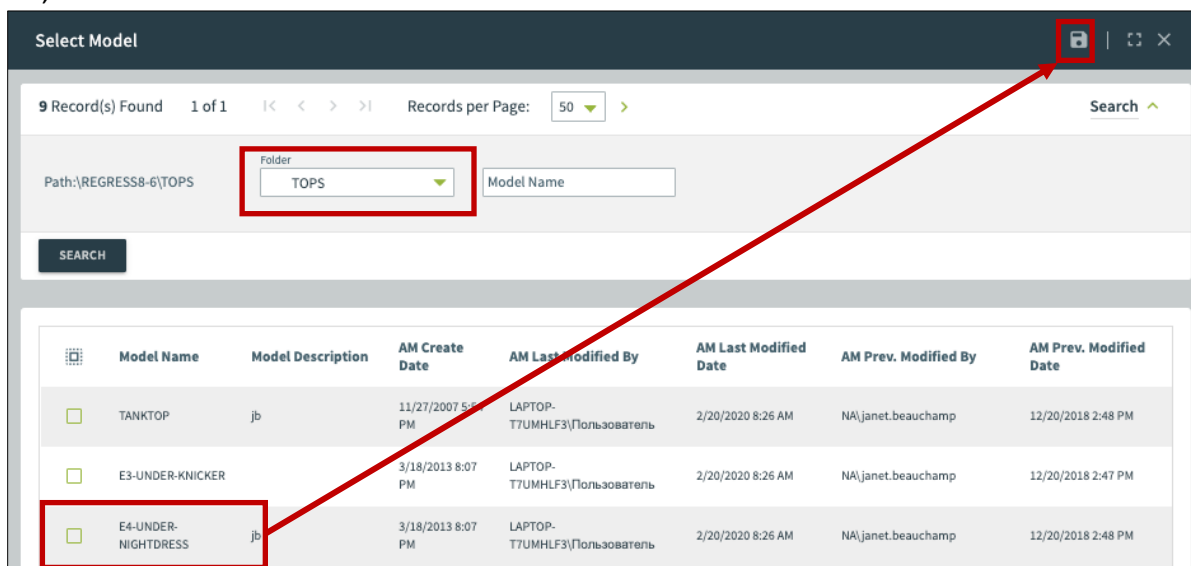 Select Model
9 Record(s) Found 1 of 1 Records per Page: 50 Search
Folder
Path:\REGRESS8-6\TOPS TOPS Model Name
SEARCH
Model Name Model Description AM Create Date AM Last Modified By AM Last Modified Date AM Prev. Modified By AM Prev. Modified Date
TANKTOP jb 11/27/2007 PM LAPTOP-T7UMHLF3\Пользователь 2/20/2020 8:26 AM NA\janet.beauchamp 12/20/2018 2:48 PM
E3-UNDER-KNICKER 3/18/2013 8:07 PM LAPTOP-T7UMHLF3\Пользователь 2/20/2020 8:26 AM NA\janet.beauchamp 12/20/2018 2:47 PM
E4-UNDER-NIGHTDRESS jb 3/18/2013 8:07 PM LAPTOP-T7UMHLF3\Пользователь 2/20/2020 8:26 AM NA\janet.beauchamp 12/20/2018 2:48 PM